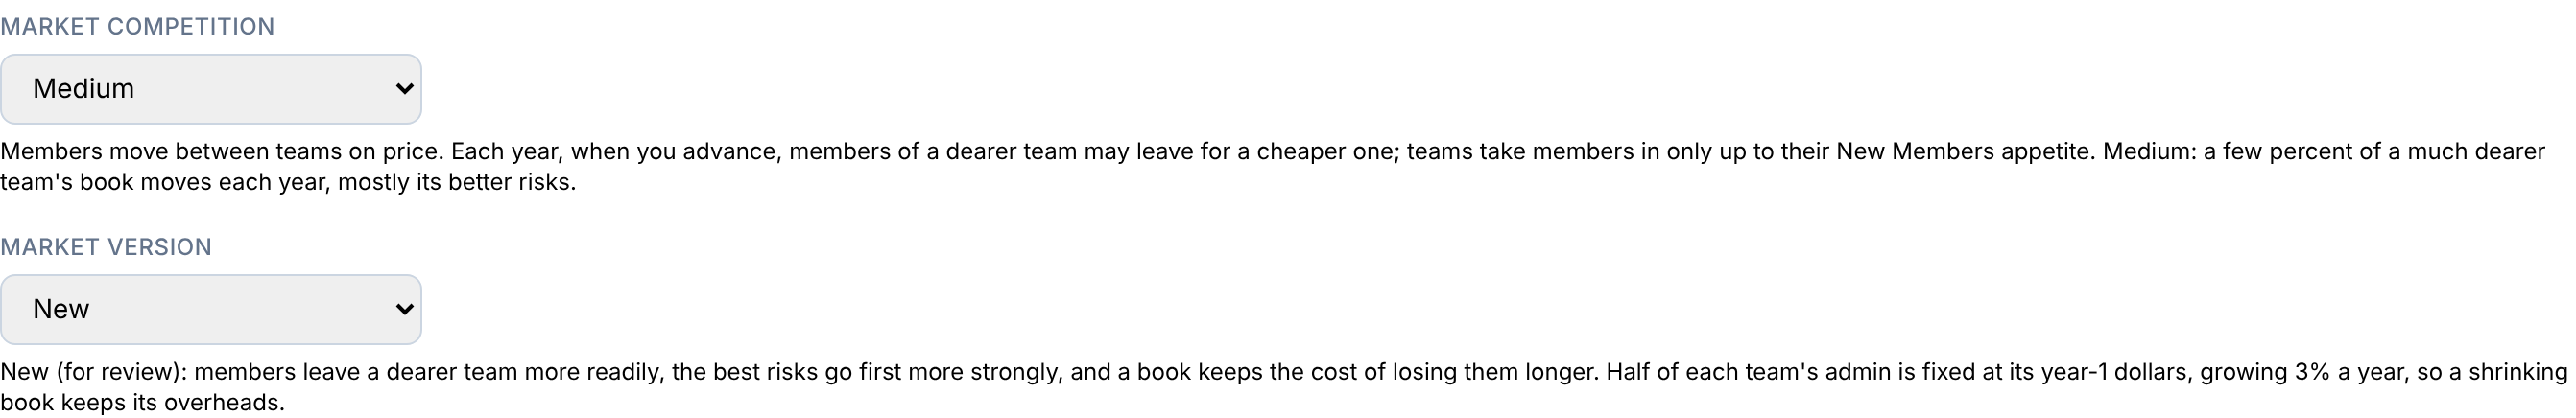 MARKET COMPETITION
Medium
Members move between teams on price. Each year, when you advance, members of a dearer team may leave for a cheaper one; teams take members in only up to their New Members appetite. Medium: a few percent of a much dearer
team's book moves each year, mostly its better risks.
MARKET VERSION
New
New (for review): members leave a dearer team more readily, the best risks go first more strongly, and a book keeps the cost of losing them longer. Half of each team's admin is fixed at its year-1 dollars, growing 3% a year, so a shrinking
book keeps its overheads.